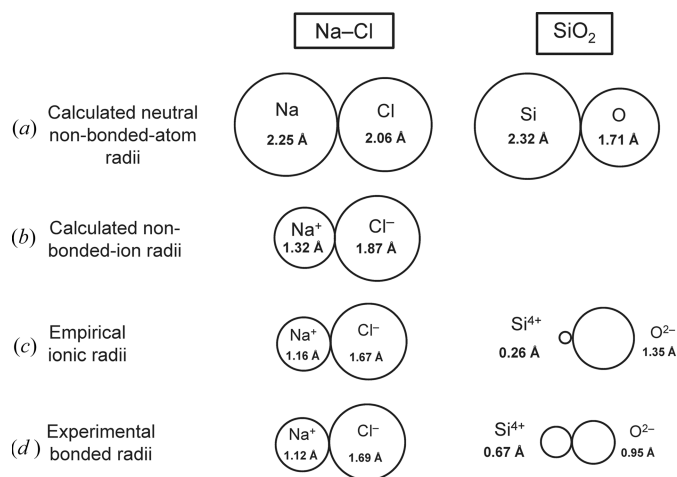 Na–Cl
SiO₂
(a) Calculated neutral
non-bonded-atom
radii
Na
2.25 Å
Cl
2.06 Å
Si
2.32 Å
O
1.71 Å
(b) Calculated non-
bonded-ion radii
Na⁺
1.32 Å
Cl⁻
1.87 Å
(c) Empirical
ionic radii
Na⁺
1.16 Å
Cl⁻
1.67 Å
Si⁴⁺
0.26 Å
O²⁻
1.35 Å
(d) Experimental
bonded radii
Na⁺
1.12 Å
Cl⁻
1.69 Å
Si⁴⁺
0.67 Å
O²⁻
0.95 Å